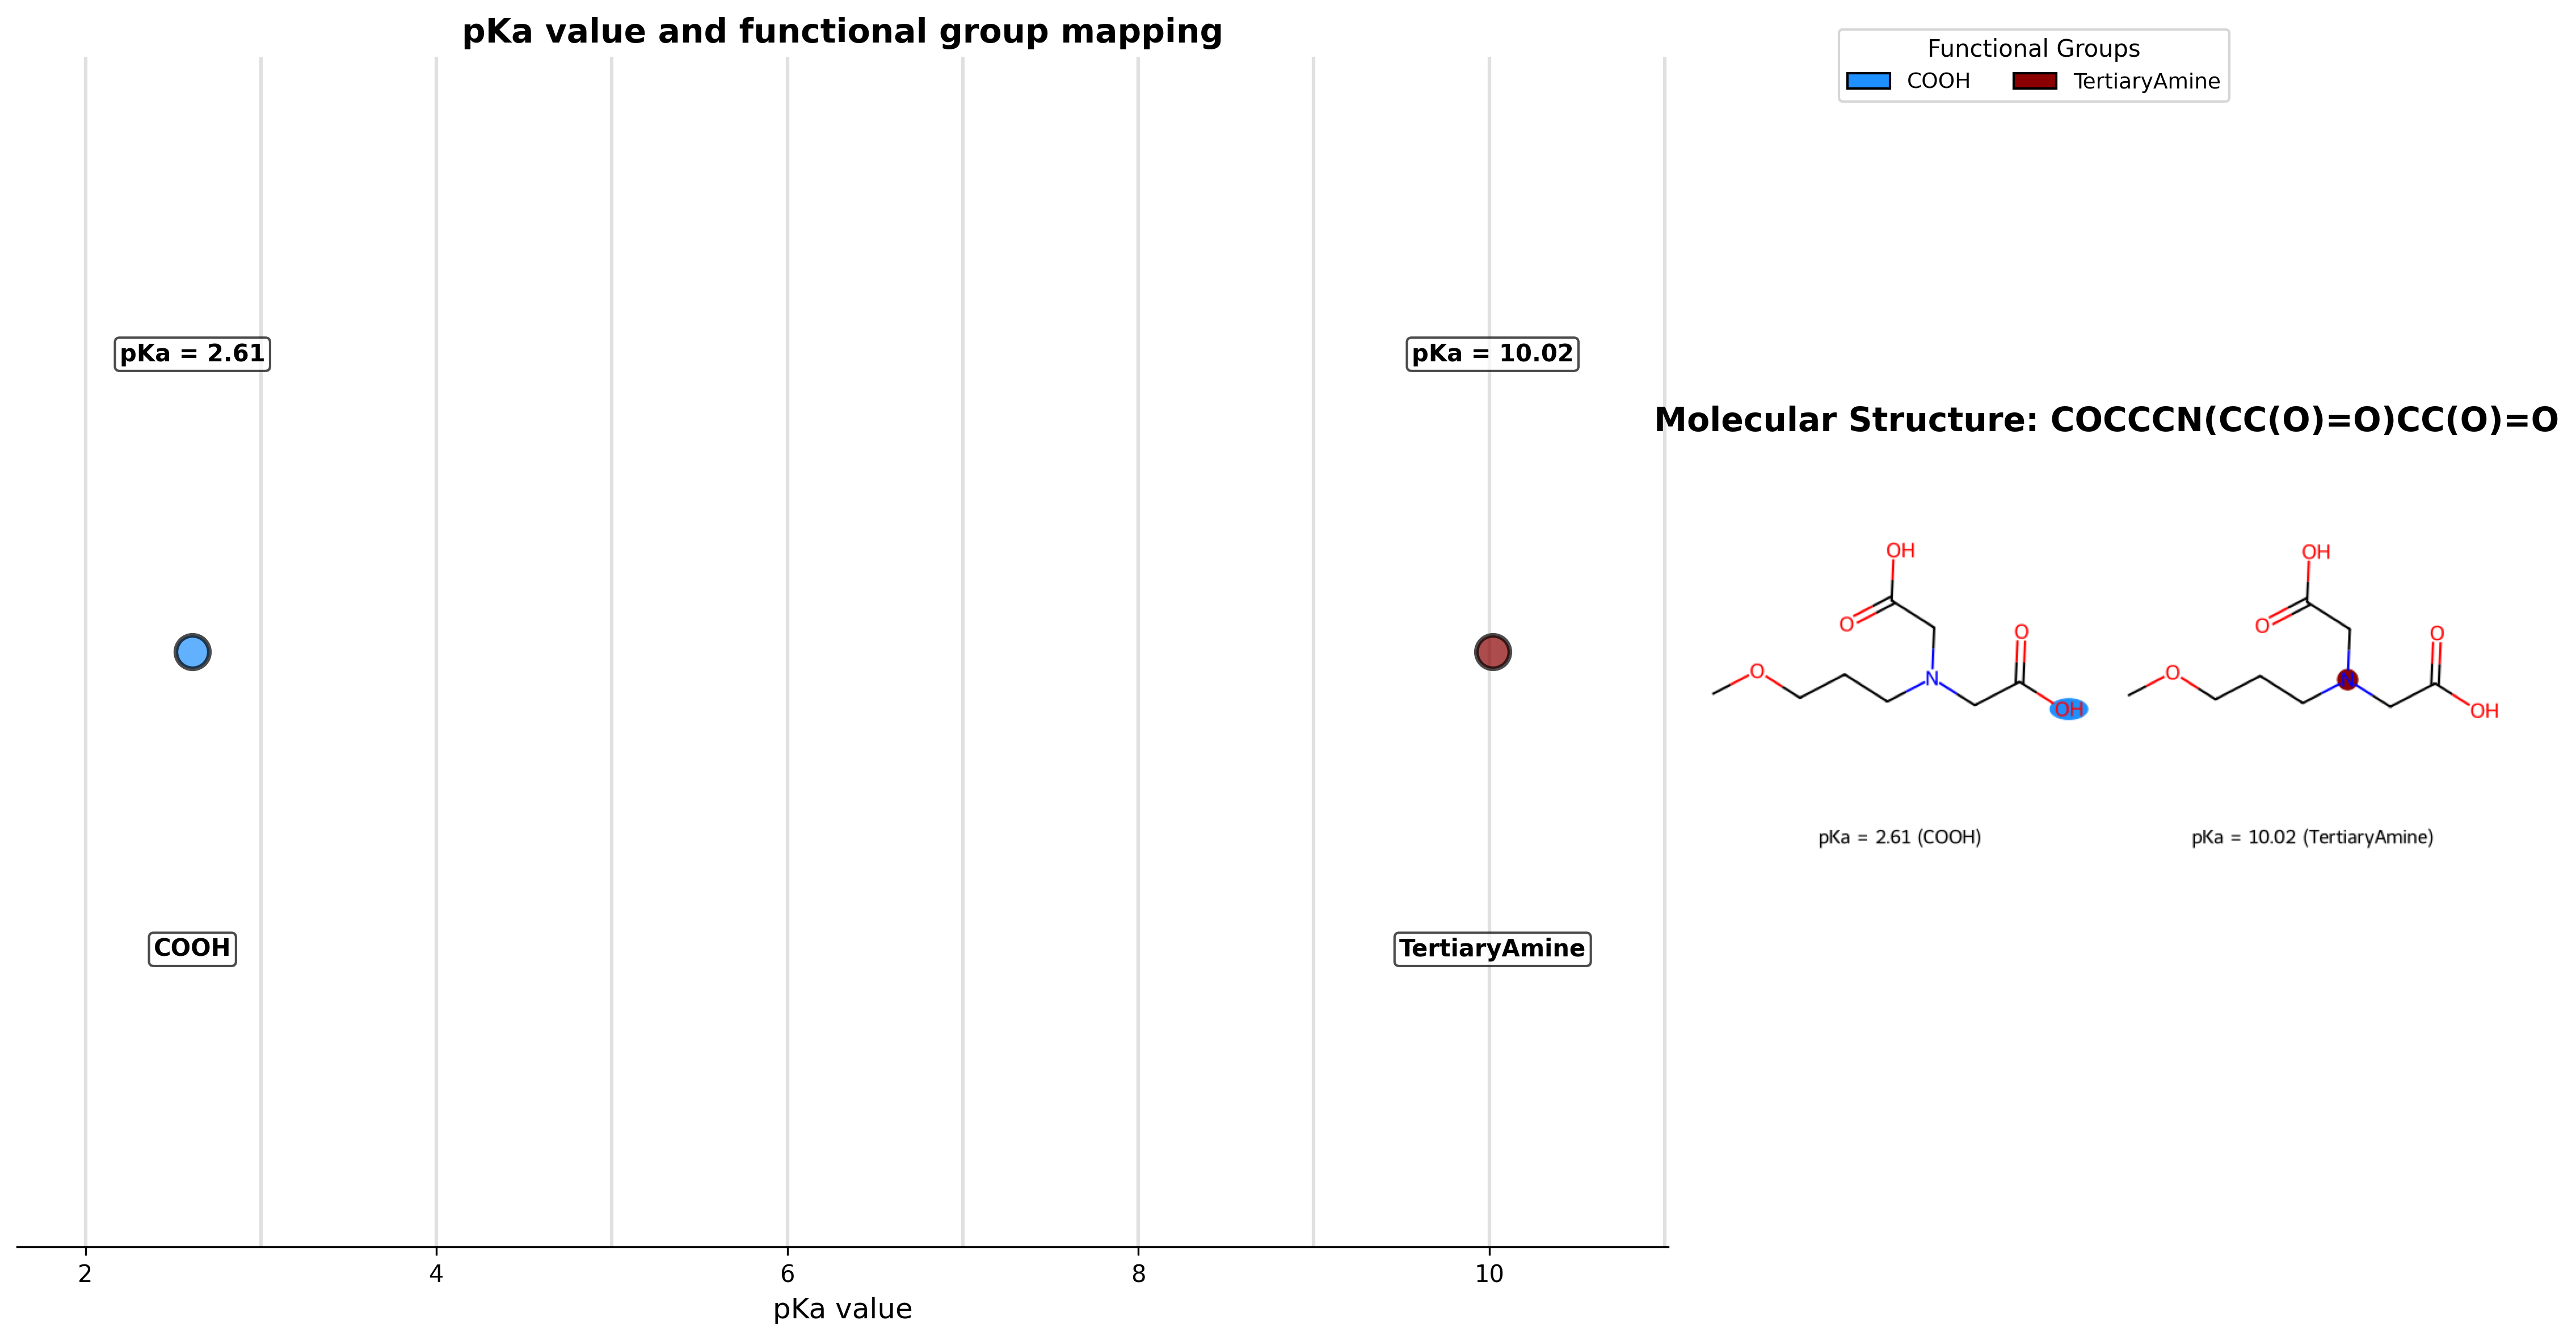 pKa value and functional group mapping
Functional Groups
COOH TertiaryAmine
pKa = 2.61
pKa = 10.02
COOH
TertiaryAmine
2 4 6 8 10
pKa value
Molecular Structure: COCCCN(CC(O)=O)CC(O)=O
OH
O
O
O
N
OH
pKa = 2.61 (COOH)
OH
O
O
O
N
OH
pKa = 10.02 (TertiaryAmine)